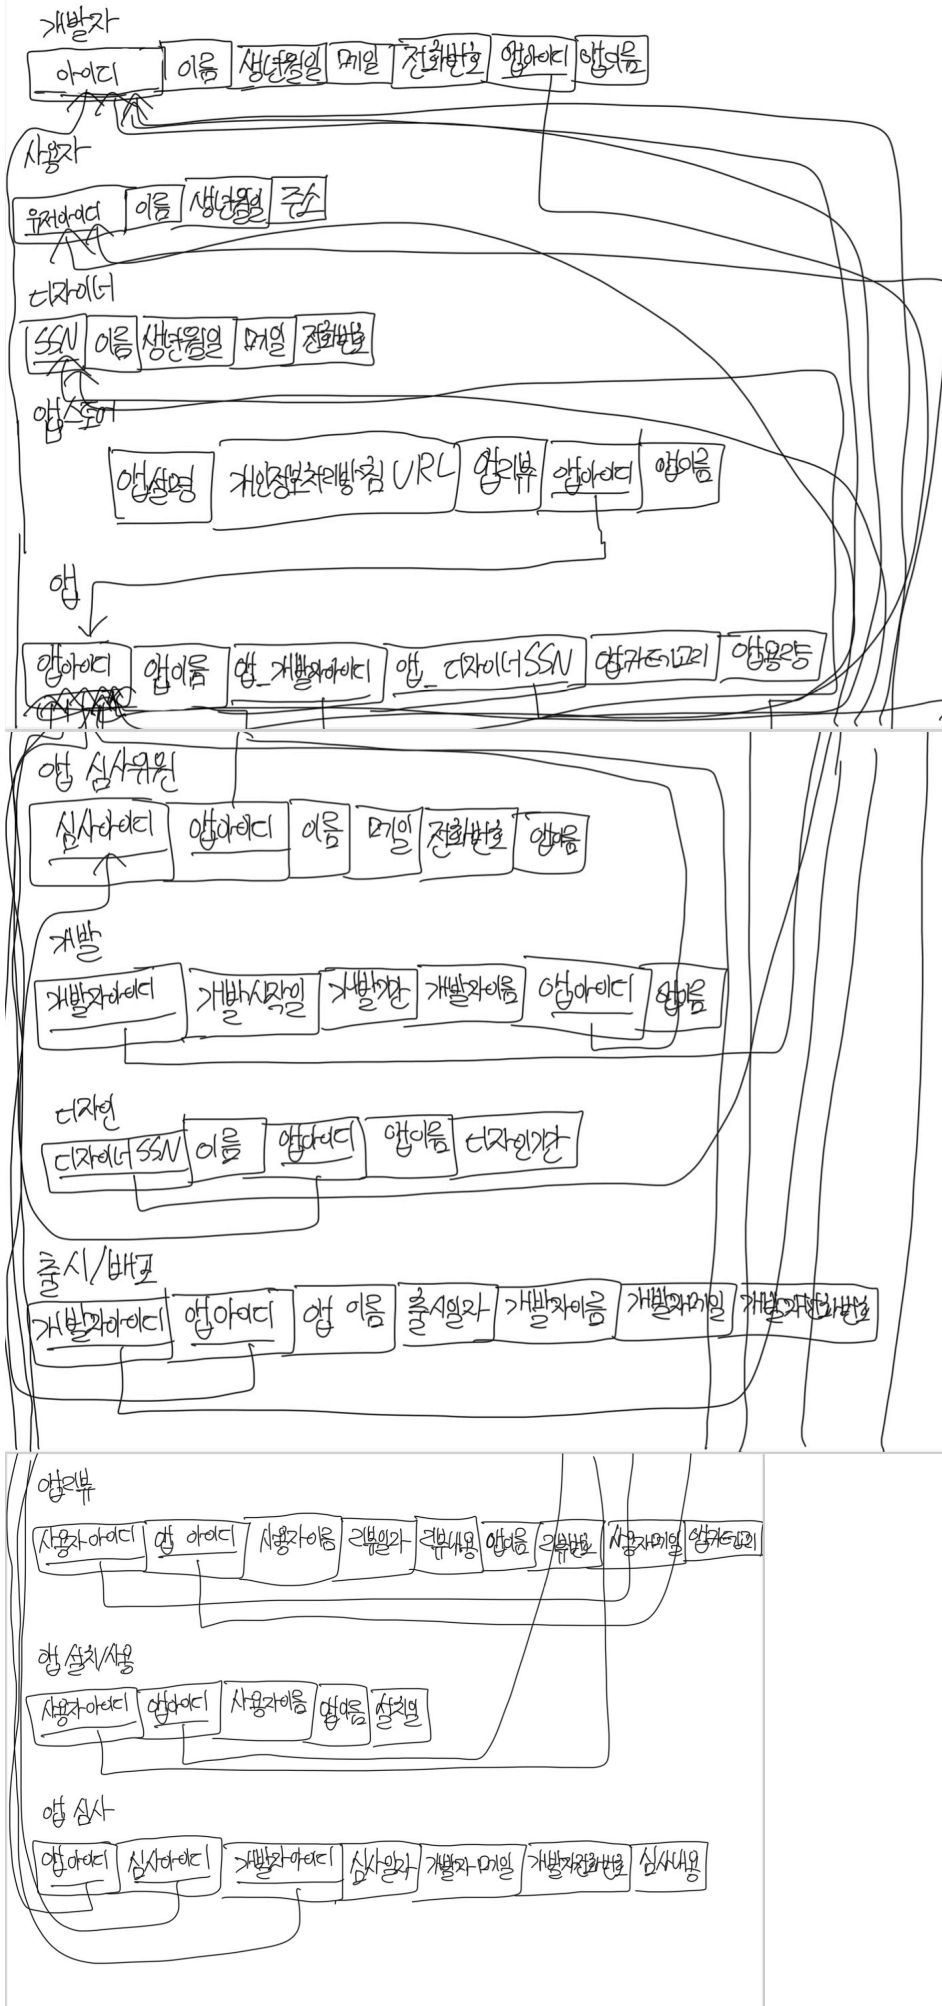 개발자
아이디 이름 생년월일 메일 전화번호 앱아이디 앱이름
사용자
유저아이디 이름 생년월일 주소
디자이너
SSN 이름 생년월일 메일 전화번호
앱스토어
앱설명 개인정보처리방침 URL 앱리뷰 앱아이디 앱이름
앱
앱아이디 앱이름 앱_개발자아이디 앱_디자이너SSN 앱카테고리 앱용량
앱 심사위원
심사아이디 앱아이디 이름 메일 전화번호 앱이름
개발
개발자아이디 개발시작일 개발기간 개발자이름 앱아이디 앱이름
디자인
디자이너SSN 이름 앱아이디 앱이름 디자인기간
출시/배포
개발자아이디 앱아이디 앱 이름 출시일자 개발자이름 개발자메일 개발자전화번호
앱리뷰
사용자아이디 앱 아이디 사용자이름 리뷰일자 리뷰내용 앱이름 리뷰번호 사용자메일 앱카테고리
앱 설치/사용
사용자아이디 앱아이디 사용자이름 앱이름 설치일
앱 심사
앱아이디 심사아이디 개발자아이디 심사일자 개발자메일 개발자전화번호 심사내용